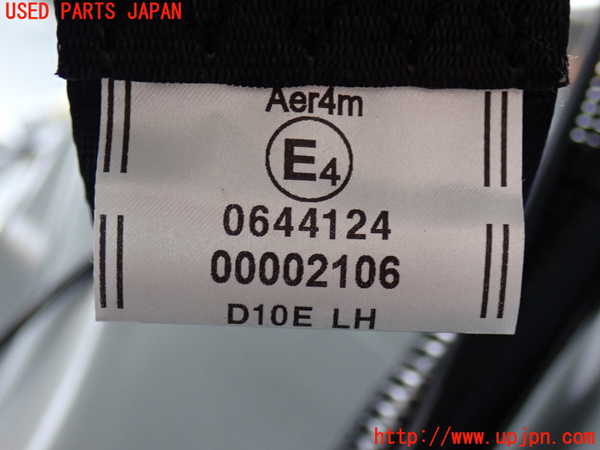 USED PARTS JAPAN
Aer4m
E4
0644124
00002106
D10E LH
http://www.upjpn.com/